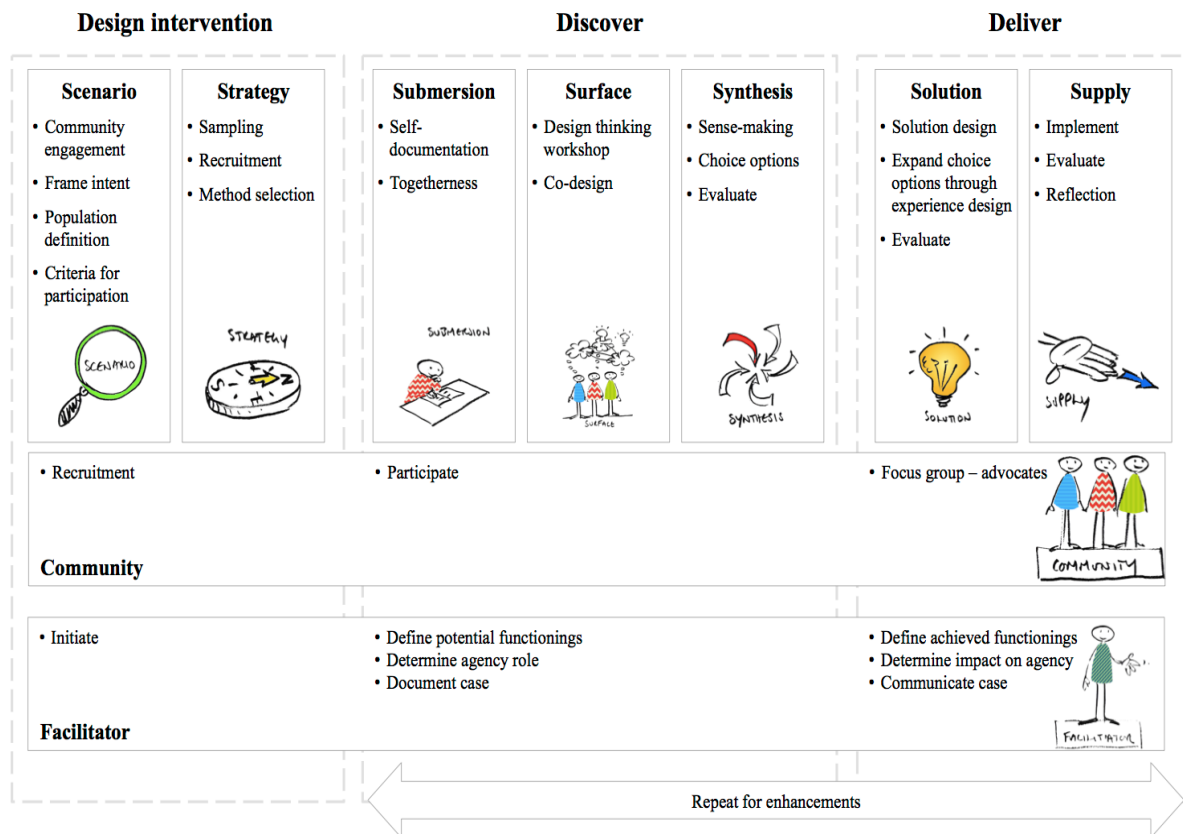 Design intervention
Discover
Deliver
Scenario
• Community
engagement
• Frame intent
• Population
definition
• Criteria for
participation
SCENARIO
Strategy
• Sampling
• Recruitment
• Method selection
STRATEGY
S
N
Submersion
• Self-
documentation
• Togetherness
SUBMERSION
Surface
• Design thinking
workshop
• Co-design
SURFACE
Synthesis
• Sense-making
• Choice options
• Evaluate
SYNTHESIS
Solution
• Solution design
• Expand choice
options through
experience design
• Evaluate
SOLUTION
Supply
• Implement
• Evaluate
• Reflection
SUPPLY
• Recruitment
• Participate
• Focus group – advocates
Community
COMMUNITY
• Initiate
• Define potential functionings
• Determine agency role
• Document case
• Define achieved functionings
• Determine impact on agency
• Communicate case
Facilitator
FACILITATOR
Repeat for enhancements